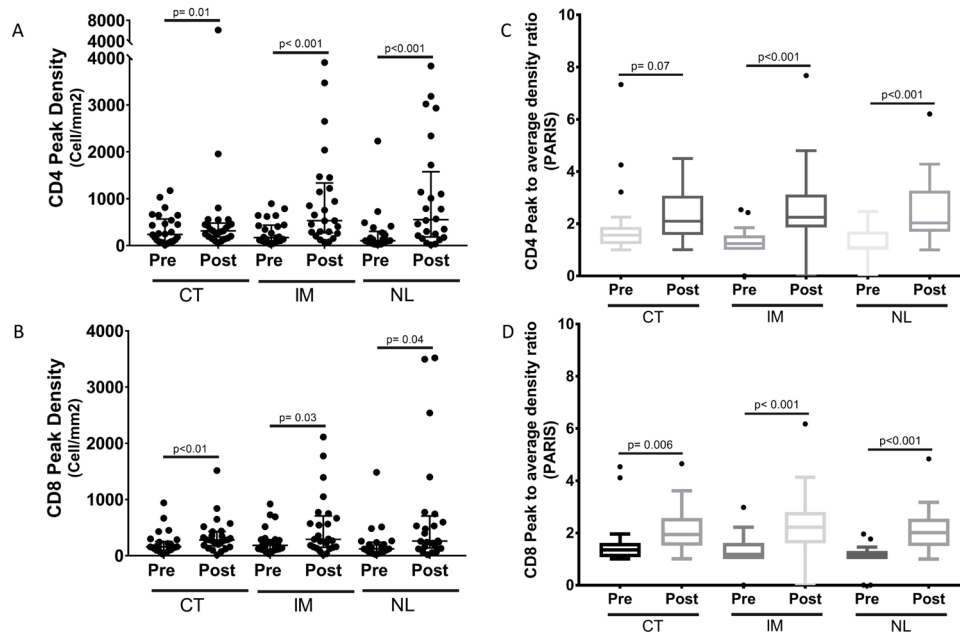 A
CD4 Peak Density
(Cell/mm2)
8000
6000
4000
4000
3000
2000
1000
0
p= 0.01
p< 0.001
p<0.001
Pre Post Pre Post Pre Post
CT IM NL
B
CD8 Peak Density
(Cell/mm2)
4000
3000
2000
1000
0
p<0.01
p= 0.03
p= 0.04
Pre Post Pre Post Pre Post
CT IM NL
C
CD4 Peak to average density ratio
(PARIS)
10
8
6
4
2
0
p= 0.07
p<0.001
p<0.001
Pre Post Pre Post Pre Post
CT IM NL
D
CD8 Peak to average density ratio
(PARIS)
10
8
6
4
2
0
p= 0.006
p< 0.001
p<0.001
Pre Post Pre Post Pre Post
CT IM NL